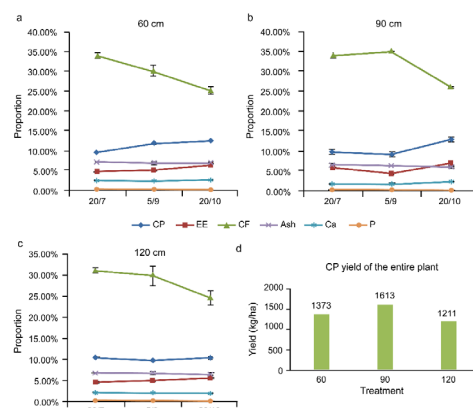 a
60 cm
40.00%
35.00%
30.00%
25.00%
20.00%
15.00%
10.00%
5.00%
0.00%
Proportion
20/7 5/9 20/10
b
90 cm
40.00%
35.00%
30.00%
25.00%
20.00%
15.00%
10.00%
5.00%
0.00%
Proportion
20/7 5/9 20/10
CP EE CF Ash Ca P
c
120 cm
35.00%
30.00%
25.00%
20.00%
15.00%
10.00%
5.00%
0.00%
Proportion
d
CP yield of the entire plant
2000
1600
1200
800
400
0
Yield (kg/ha)
1373 1613 1211
60 90 120
Treatment